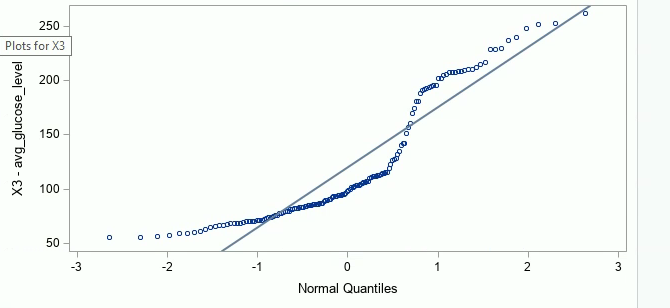 250
Plots for X3
200
150
100
50
X3 - avg_glucose_level
-3 -2 -1 0 1 2 3
Normal Quantiles